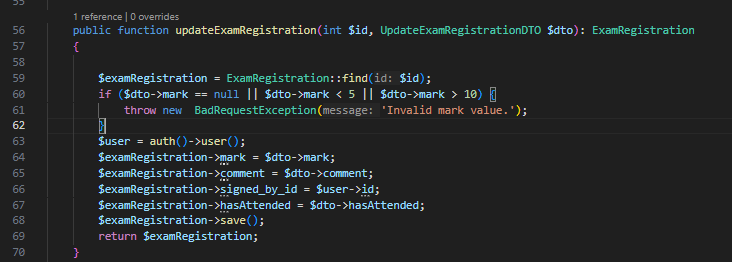 55
1 reference | 0 overrides
56 public function updateExamRegistration(int $id, UpdateExamRegistrationDTO $dto): ExamRegistration
57 {
58
59 $examRegistration = ExamRegistration::find(id: $id);
60 if ($dto->mark == null || $dto->mark < 5 || $dto->mark > 10) {
61 throw new BadRequestException(message: 'Invalid mark value.');
62 }
63 $user = auth()->user();
64 $examRegistration->mark = $dto->mark;
65 $examRegistration->comment = $dto->comment;
66 $examRegistration->signed_by_id = $user->id;
67 $examRegistration->hasAttended = $dto->hasAttended;
68 $examRegistration->save();
69 return $examRegistration;
70 }